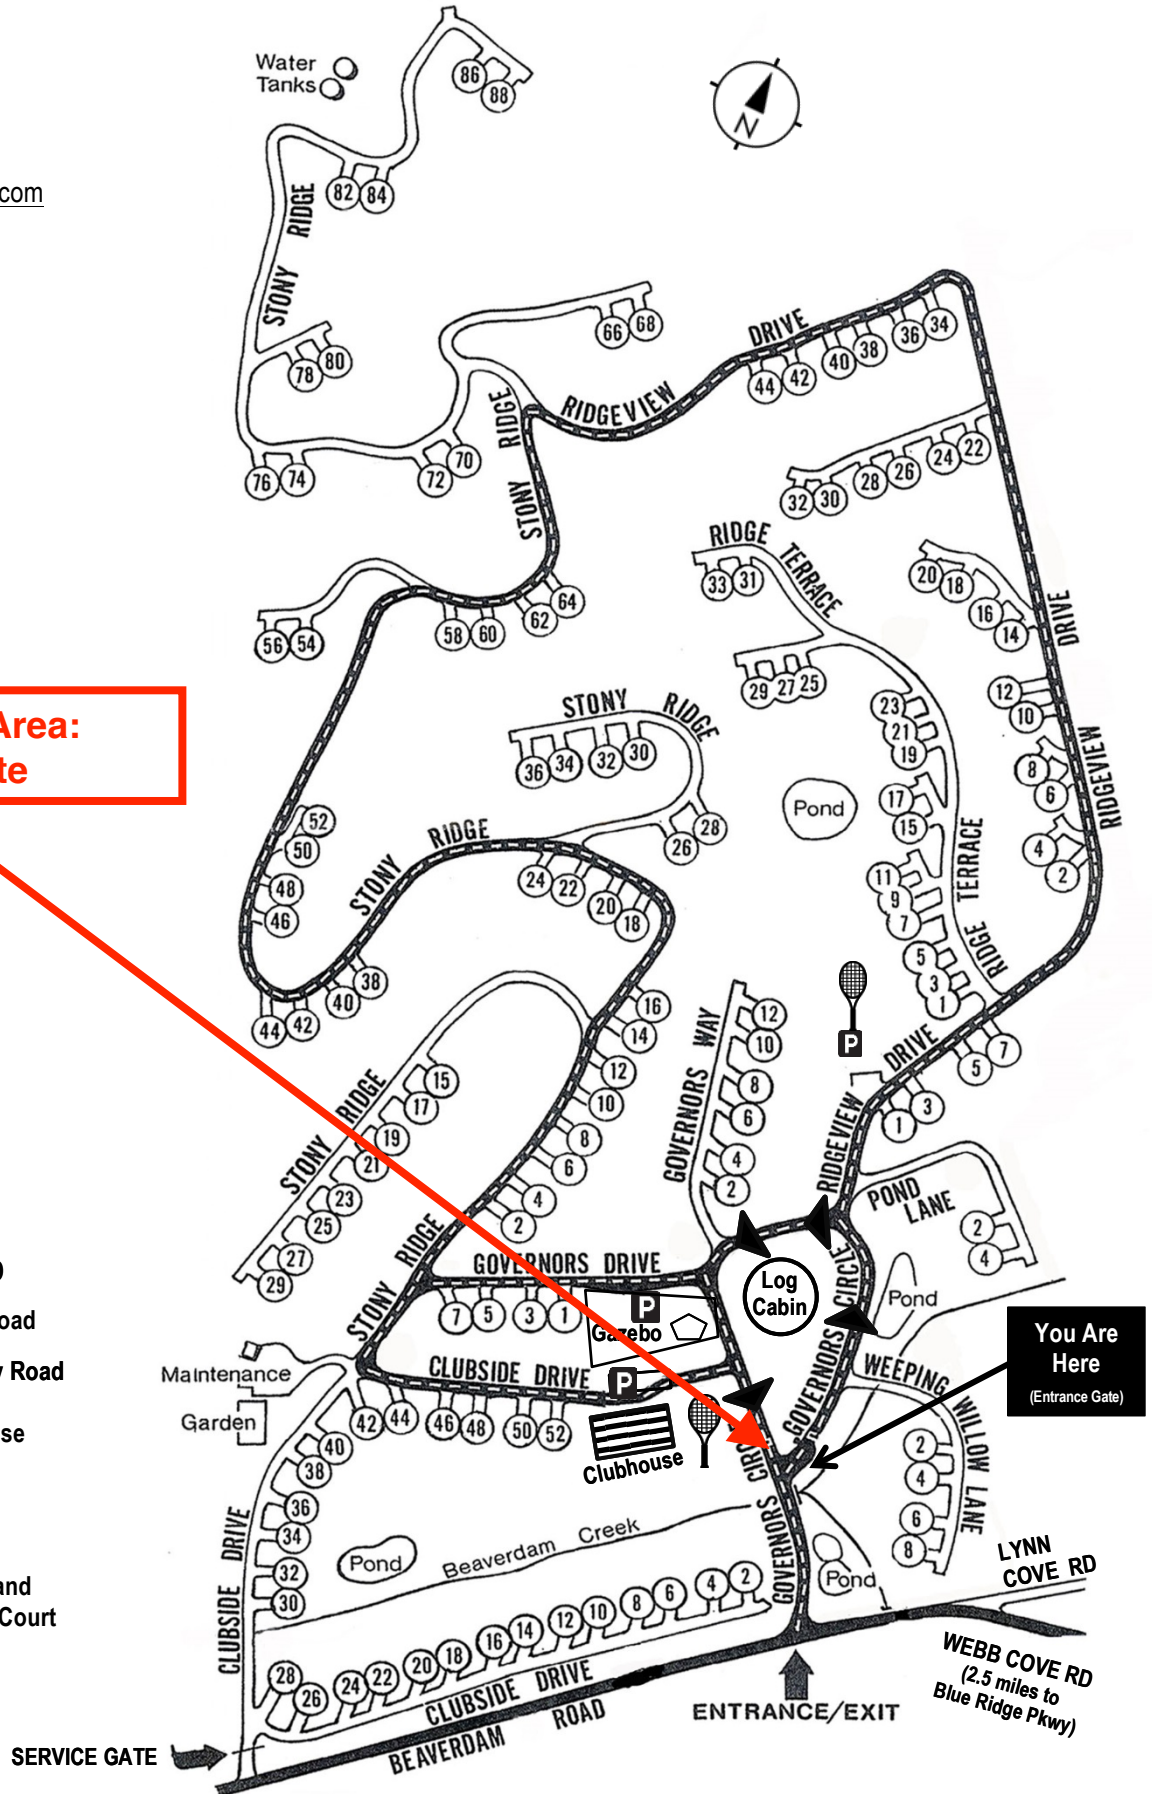 Water
Tanks
86
88
N
.com
82
84
STONY RIDGE
66
68
DRIVE
34
36
38
40
42
44
RIDGEVIEW
78
80
STONY RIDGE
70
72
74
76
22
24
26
28
30
32
RIDGE TERRACE
33
31
20
18
16
14
DRIVE
64
62
60
58
56
54
29
27
25
12
10
RIDGEVIEW
8
6
4
2
Area:
te
STONY RIDGE
36
34
32
30
28
26
23
21
19
17
15
Pond
11
9
7
5
3
1
RIDGE TERRACE
52
50
48
46
STONY RIDGE
24
22
20
18
38
40
42
44
16
14
12
10
8
6
4
2
STONY RIDGE
15
17
19
21
23
25
27
29
GOVERNORS WAY
12
10
8
6
4
2
P
RIDGEVIEW DRIVE
7
5
3
1
POND
LANE
2
4
Pond
STONY RIDGE
GOVERNORS DRIVE
7
5
3
1
P
Gazebo
Log
Cabin
GOVERNORS CIRCLE
oad
y Road
se
and
Court
You Are
Here
(Entrance Gate)
Maintenance
Garden
CLUBSIDE DRIVE
P
42
44
46
48
50
52
Clubhouse
WEEPING WILLOW LANE
2
4
6
8
40
38
36
34
32
30
CLUBSIDE DRIVE
Pond
Beaverdam Creek
GOVERNORS CIRC
Pond
LYNN
COVE RD
28
26
24
22
20
18
16
14
12
10
8
6
4
2
CLUBSIDE DRIVE
BEAVERDAM ROAD
ENTRANCE/EXIT
WEBB COVE RD
(2.5 miles to
Blue Ridge Pkwy)
SERVICE GATE